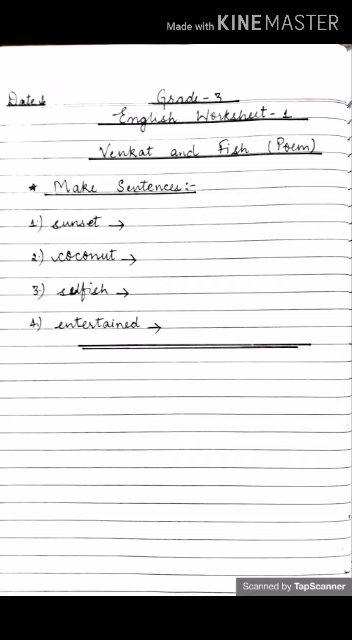 Made with KINEMASTER
Grade-3
Date:
English Worksheet-1
Venkat and Fish (Poem)
* Make Sentences:-
1.) sunset →
2.) coconut →
3.) selfish →
4.) entertained →
Scanned by TapScanner